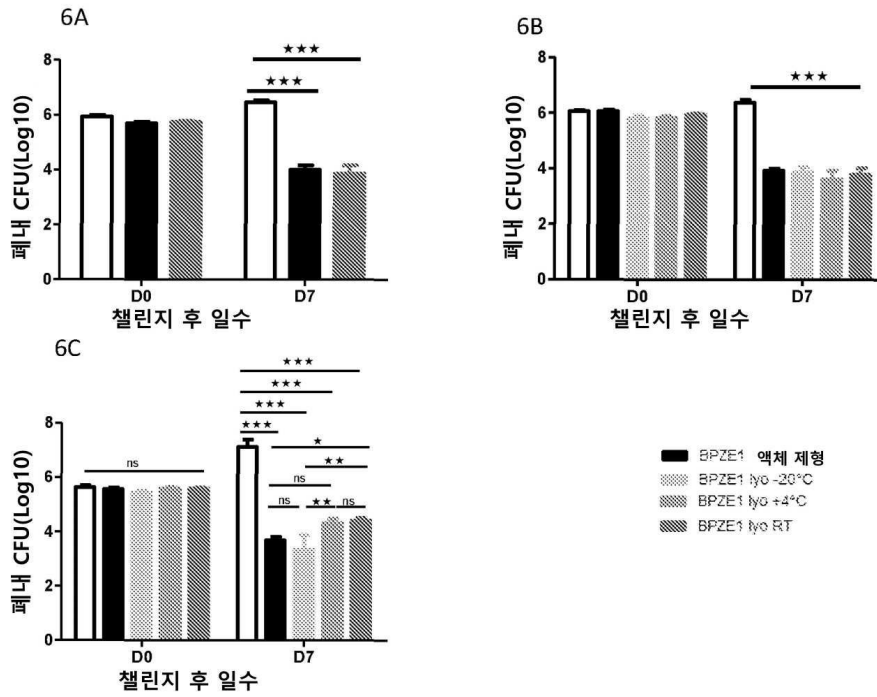 6A
★★★
★★★
8
6
4
2
0
폐내 CFU(Log10)
D0
D7
챌린지 후 일수
6B
★★★
8
6
4
2
0
폐내 CFU(Log10)
D0
D7
챌린지 후 일수
6C
★★★
★★★
★★★
★★★
★
★★
ns
ns
ns
★★
ns
8
6
4
2
0
폐내 CFU(Log10)
D0
D7
챌린지 후 일수
BPZE1 액체 제형
BPZE1 lyo -20°C
BPZE1 lyo +4°C
BPZE1 lyo RT